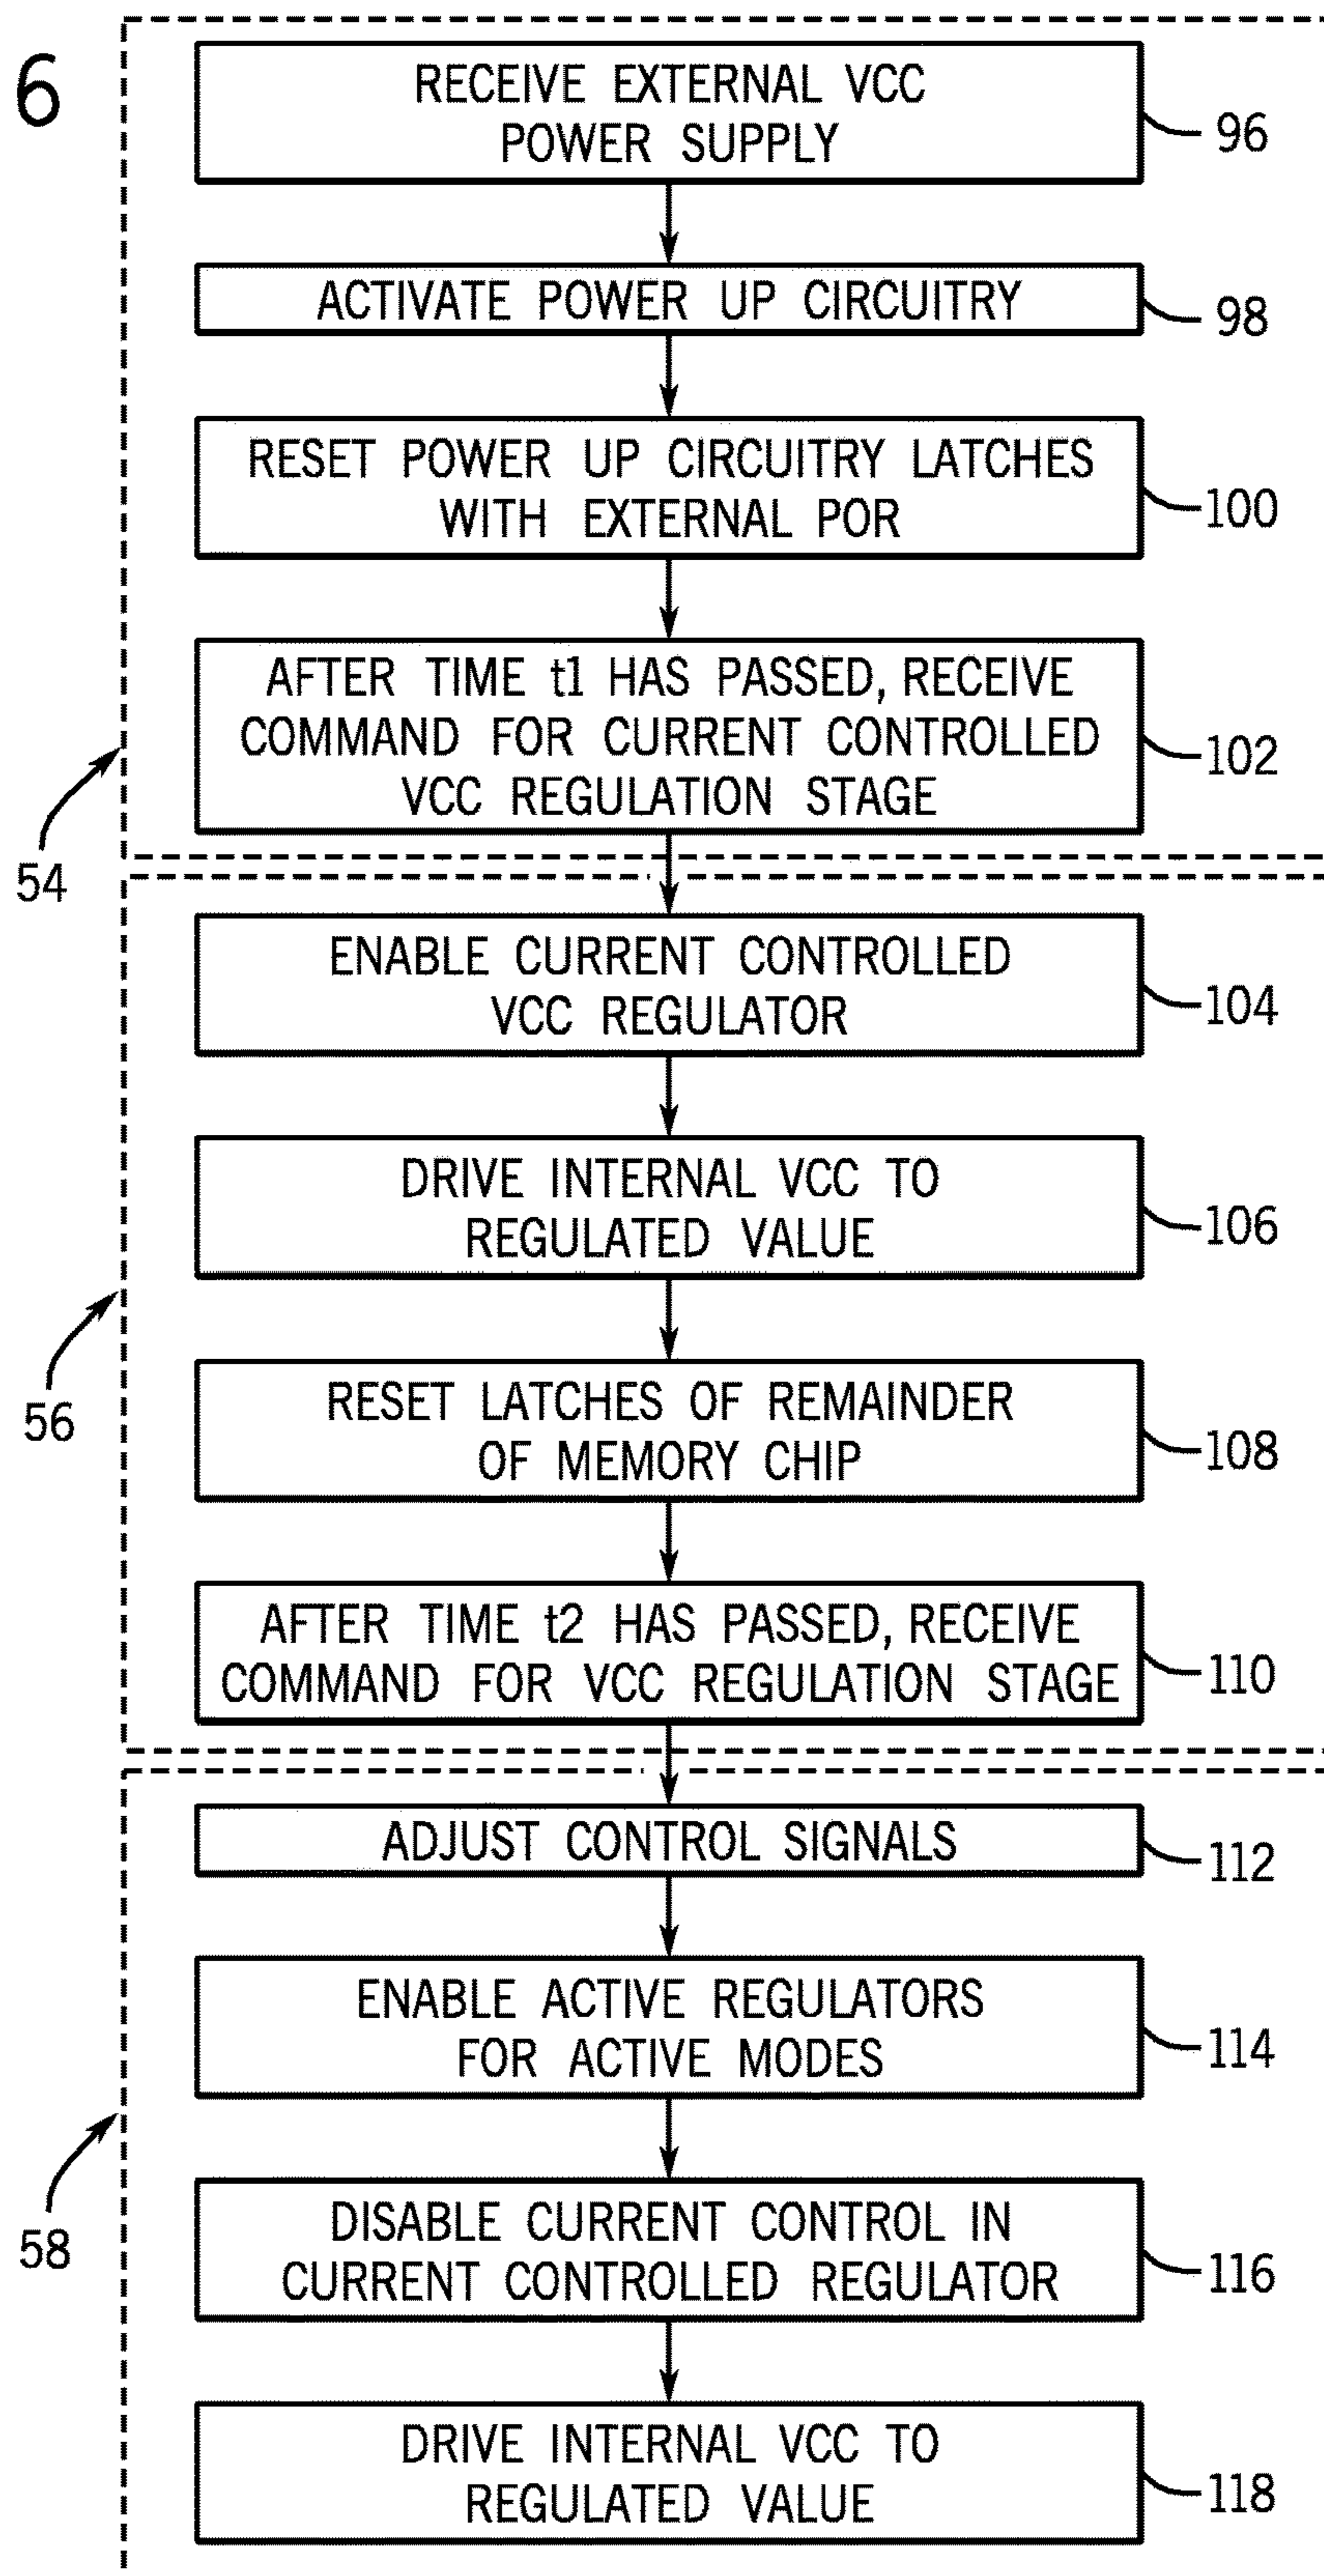 6
RECEIVE EXTERNAL VCC
POWER SUPPLY
96
ACTIVATE POWER UP CIRCUITRY
98
RESET POWER UP CIRCUITRY LATCHES
WITH EXTERNAL POR
100
AFTER TIME t1 HAS PASSED, RECEIVE
COMMAND FOR CURRENT CONTROLLED
VCC REGULATION STAGE
102
54
ENABLE CURRENT CONTROLLED
VCC REGULATOR
104
DRIVE INTERNAL VCC TO
REGULATED VALUE
106
56
RESET LATCHES OF REMAINDER
OF MEMORY CHIP
108
AFTER TIME t2 HAS PASSED, RECEIVE
COMMAND FOR VCC REGULATION STAGE
110
ADJUST CONTROL SIGNALS
112
ENABLE ACTIVE REGULATORS
FOR ACTIVE MODES
114
58
DISABLE CURRENT CONTROL IN
CURRENT CONTROLLED REGULATOR
116
DRIVE INTERNAL VCC TO
REGULATED VALUE
118